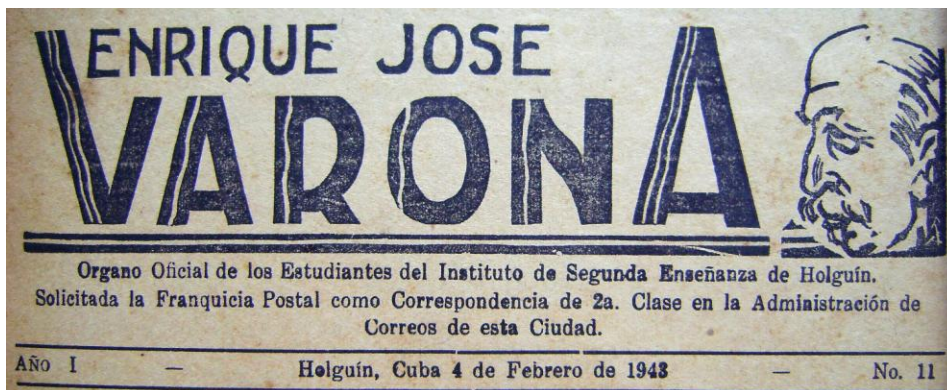 ENRIQUE JOSE
VARONA
Organo Oficial de los Estudiantes del Instituto de Segunda Enseñanza de Holguín.
Solicitada la Franquicia Postal como Correspondencia de 2a. Clase en la Administración de
Correos de esta Ciudad.
Año I — Holguín, Cuba 4 de Febrero de 1943 — No. 11